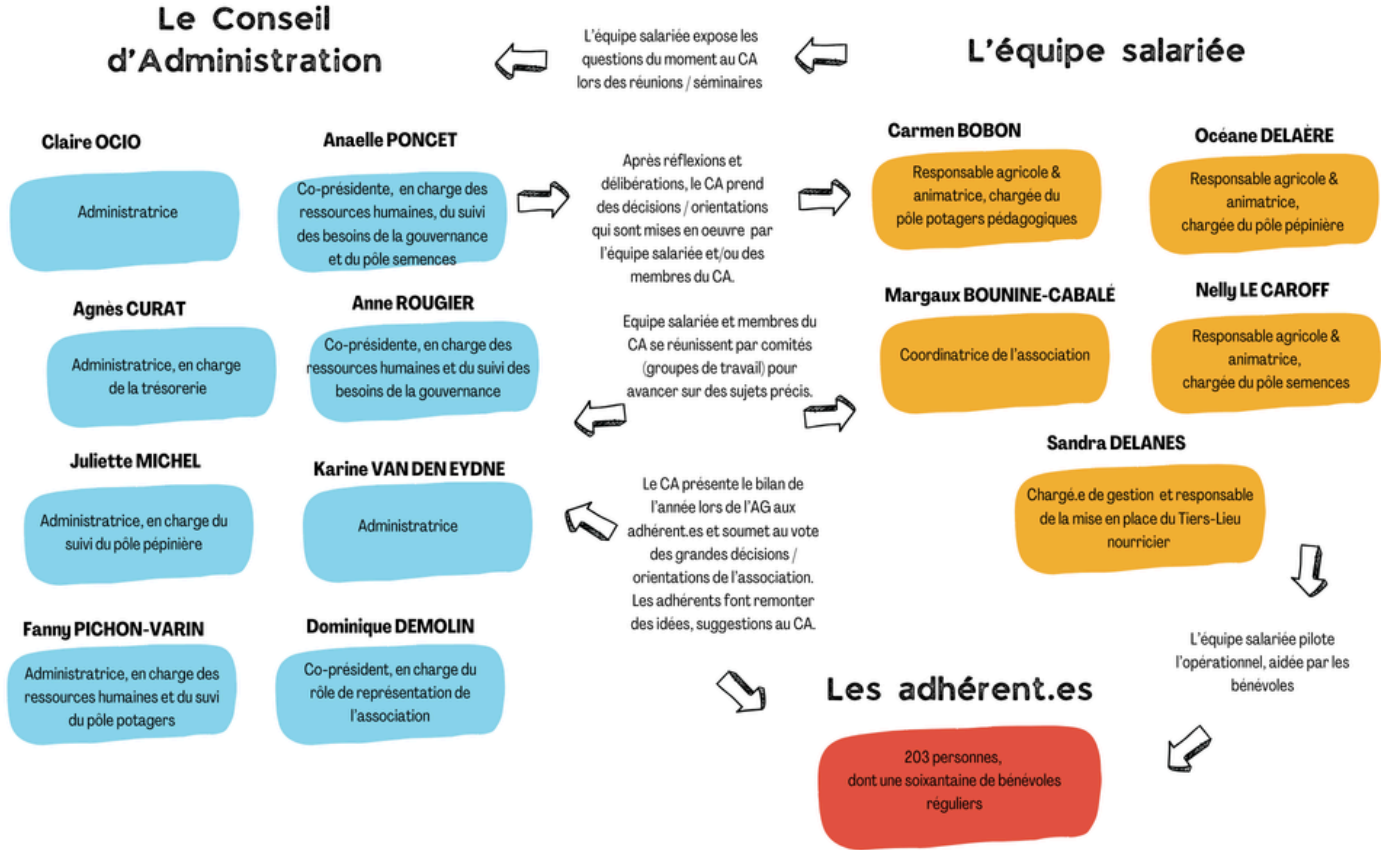 Le Conseil
d'Administration
L'équipe salariée expose les
questions du moment au CA
lors des réunions / séminaires
L'équipe salariée
Claire OCIO
Administratrice
Anaelle PONCET
Co-présidente, en charge des
ressources humaines, du suivi
des besoins de la gouvernance
et du pôle semences
Après réflexions et
délibérations, le CA prend
des décisions / orientations
qui sont mises en oeuvre par
l'équipe salariée et/ou des
membres du CA.
Carmen BOBON
Responsable agricole &
animatrice, chargée du
pôle potagers pédagogiques
Océane DELAËRE
Responsable agricole &
animatrice,
chargée du pôle pépinière
Agnès CURAT
Administratrice, en charge
de la trésorerie
Anne ROUGIER
Co-présidente, en charge des
ressources humaines et du suivi des
besoins de la gouvernance
Equipe salariée et membres du
CA se réunissent par comités
(groupes de travail) pour
avancer sur des sujets précis.
Margaux BOUNINE-CABALÉ
Coordinatrice de l'association
Nelly LE CAROFF
Responsable agricole &
animatrice,
chargée du pôle semences
Juliette MICHEL
Administratrice, en charge du
suivi du pôle pépinière
Karine VAN DEN EYDNE
Administratrice
Le CA présente le bilan de
l'année lors de l'AG aux
adhérent.es et soumet au vote
des grandes décisions /
orientations de l'association.
Les adhérents font remonter
des idées, suggestions au CA.
Sandra DELANES
Chargé.e de gestion et responsable
de la mise en place du Tiers-Lieu
nourricier
Fanny PICHON-VARIN
Administratrice, en charge des
ressources humaines et du suvi
du pôle potagers
Dominique DEMOLIN
Co-président, en charge du
rôle de représentation de
l'association
L'équipe salariée pilote
l'opérationnel, aidée par les
bénévoles
Les adhérent.es
203 personnes,
dont une soixantaine de bénévoles
réguliers